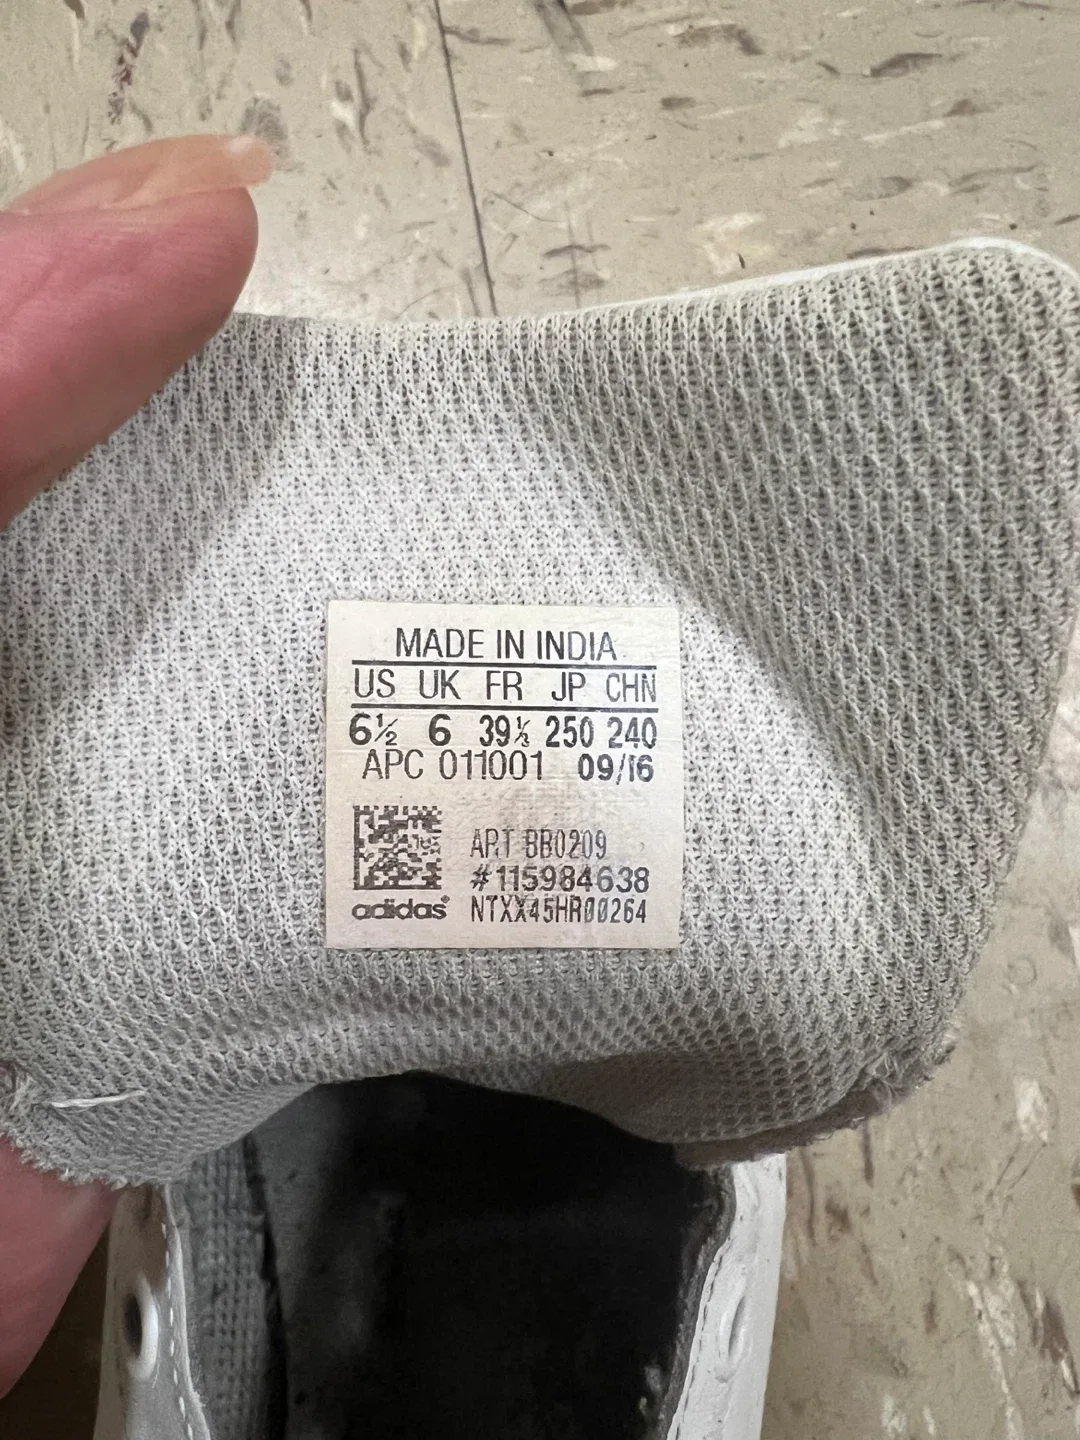 MADE IN INDIA
US UK FR JP CHN
6½ 6 39⅓ 250 240
APC 011001 09/16
ART BB0209
#115984638
adidas® NTXX45HR00264